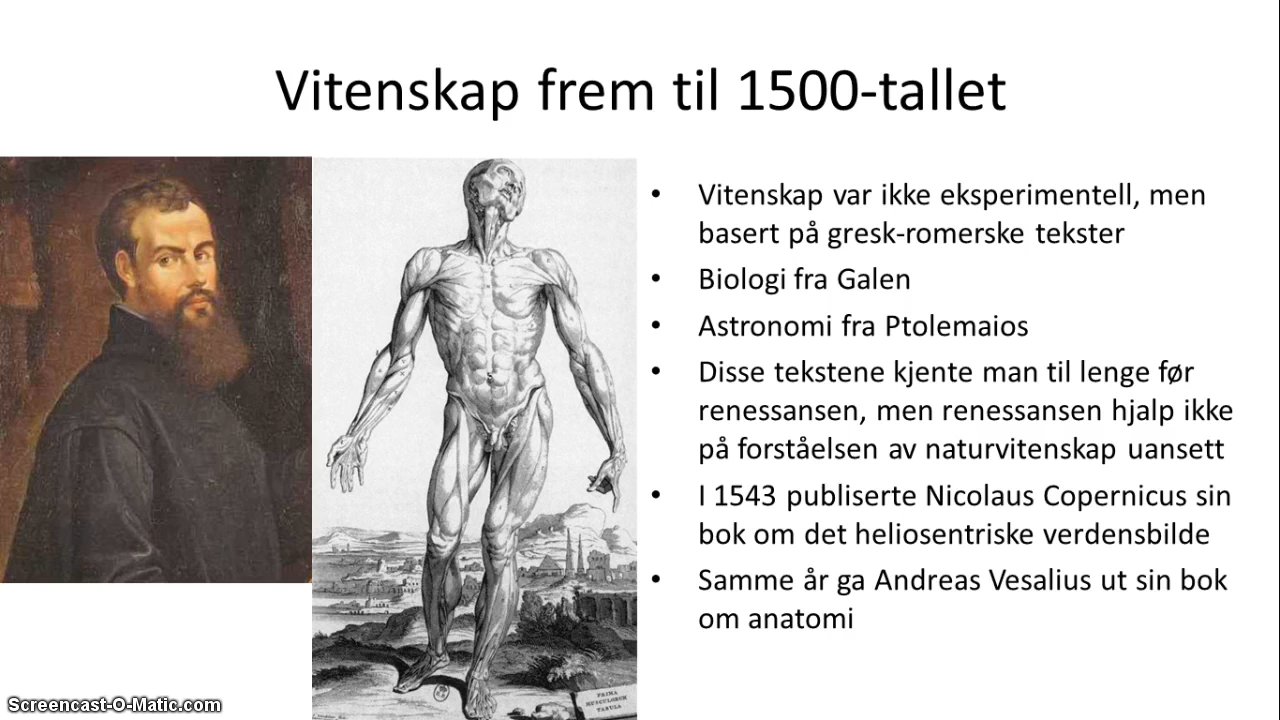 Vitenskap frem til 1500-tallet
• Vitenskap var ikke eksperimentell, men
basert på gresk-romerske tekster
• Biologi fra Galen
• Astronomi fra Ptolemaios
• Disse tekstene kjente man til lenge før
renessansen, men renessansen hjalp ikke
på forståelsen av naturvitenskap uansett
• I 1543 publiserte Nicolaus Copernicus sin
bok om det heliosentriske verdensbilde
• Samme år ga Andreas Vesalius ut sin bok
om anatomi
PRIMA
MUSCULORUM
TABULA
Screencast-O-Matic.com